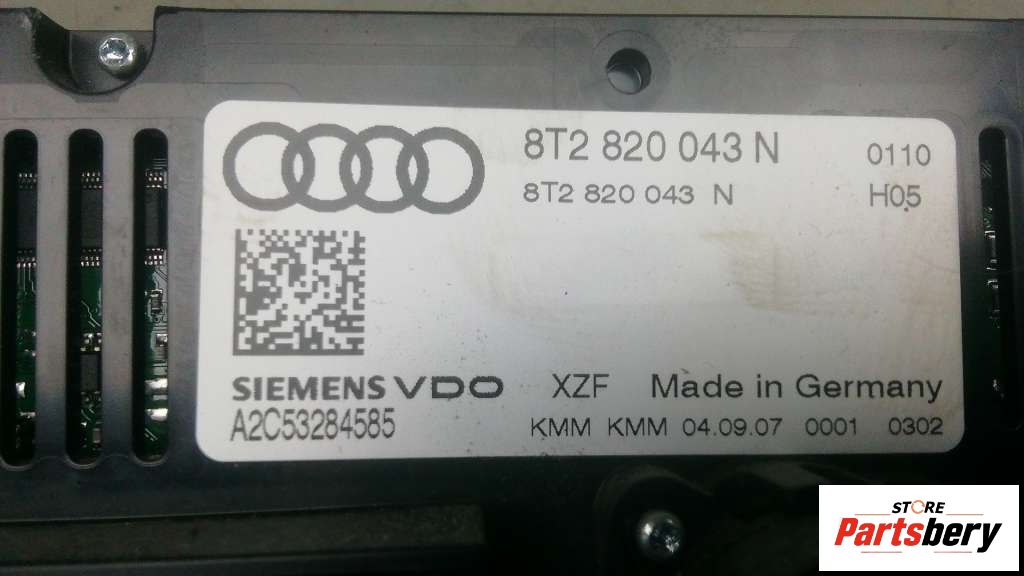 8T2 820 043 N 0110
8T2 820 043 N H05
SIEMENS VDO XZF Made in Germany
A2C53284585 KMM KMM 04.09.07 0001 0302
STORE
Partsbery